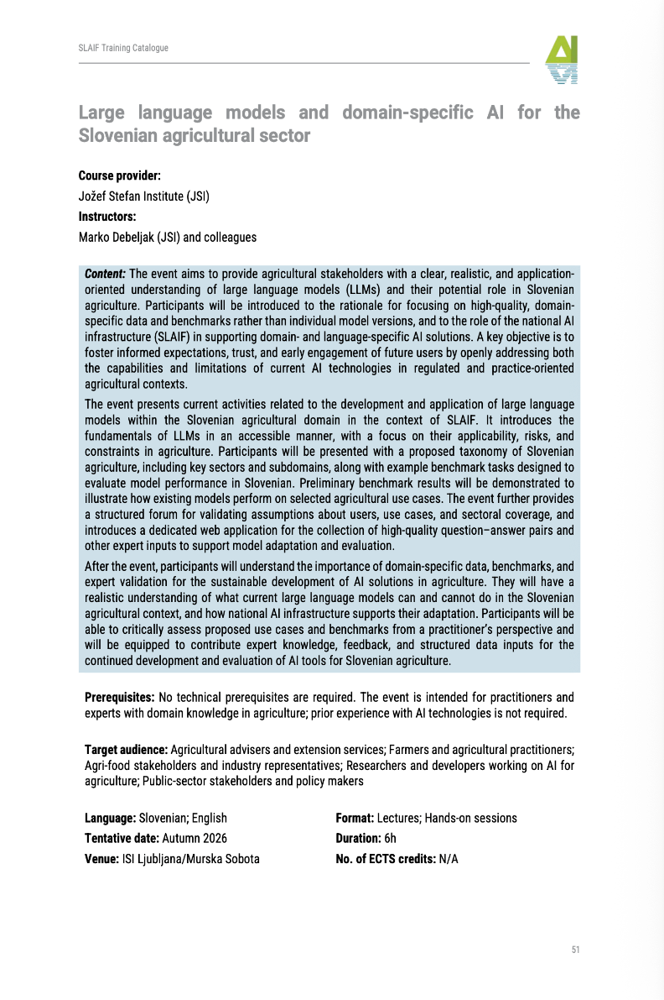 SLAIF Training Catalogue
AI
Large language models and domain-specific AI for the
Slovenian agricultural sector
Course provider:
Jožef Stefan Institute (JSI)
Instructors:
Marko Debeljak (JSI) and colleagues
Content: The event aims to provide agricultural stakeholders with a clear, realistic, and application-
oriented understanding of large language models (LLMs) and their potential role in Slovenian
agriculture. Participants will be introduced to the rationale for focusing on high-quality, domain-
specific data and benchmarks rather than individual model versions, and to the role of the national AI
infrastructure (SLAIF) in supporting domain- and language-specific AI solutions. A key objective is to
foster informed expectations, trust, and early engagement of future users by openly addressing both
the capabilities and limitations of current AI technologies in regulated and practice-oriented
agricultural contexts.
The event presents current activities related to the development and application of large language
models within the Slovenian agricultural domain in the context of SLAIF. It introduces the
fundamentals of LLMs in an accessible manner, with a focus on their applicability, risks, and
constraints in agriculture. Participants will be presented with a proposed taxonomy of Slovenian
agriculture, including key sectors and subdomains, along with example benchmark tasks designed to
evaluate model performance in Slovenian. Preliminary benchmark results will be demonstrated to
illustrate how existing models perform on selected agricultural use cases. The event further provides
a structured forum for validating assumptions about users, use cases, and sectoral coverage, and
introduces a dedicated web application for the collection of high-quality question–answer pairs and
other expert inputs to support model adaptation and evaluation.
After the event, participants will understand the importance of domain-specific data, benchmarks, and
expert validation for the sustainable development of AI solutions in agriculture. They will have a
realistic understanding of what current large language models can and cannot do in the Slovenian
agricultural context, and how national AI infrastructure supports their adaptation. Participants will be
able to critically assess proposed use cases and benchmarks from a practitioner's perspective and
will be equipped to contribute expert knowledge, feedback, and structured data inputs for the
continued development and evaluation of AI tools for Slovenian agriculture.
Prerequisites: No technical prerequisites are required. The event is intended for practitioners and
experts with domain knowledge in agriculture; prior experience with AI technologies is not required.
Target audience: Agricultural advisers and extension services; Farmers and agricultural practitioners;
Agri-food stakeholders and industry representatives; Researchers and developers working on AI for
agriculture; Public-sector stakeholders and policy makers
Language: Slovenian; English
Format: Lectures; Hands-on sessions
Tentative date: Autumn 2026
Duration: 6h
Venue: ISI Ljubljana/Murska Sobota
No. of ECTS credits: N/A
51